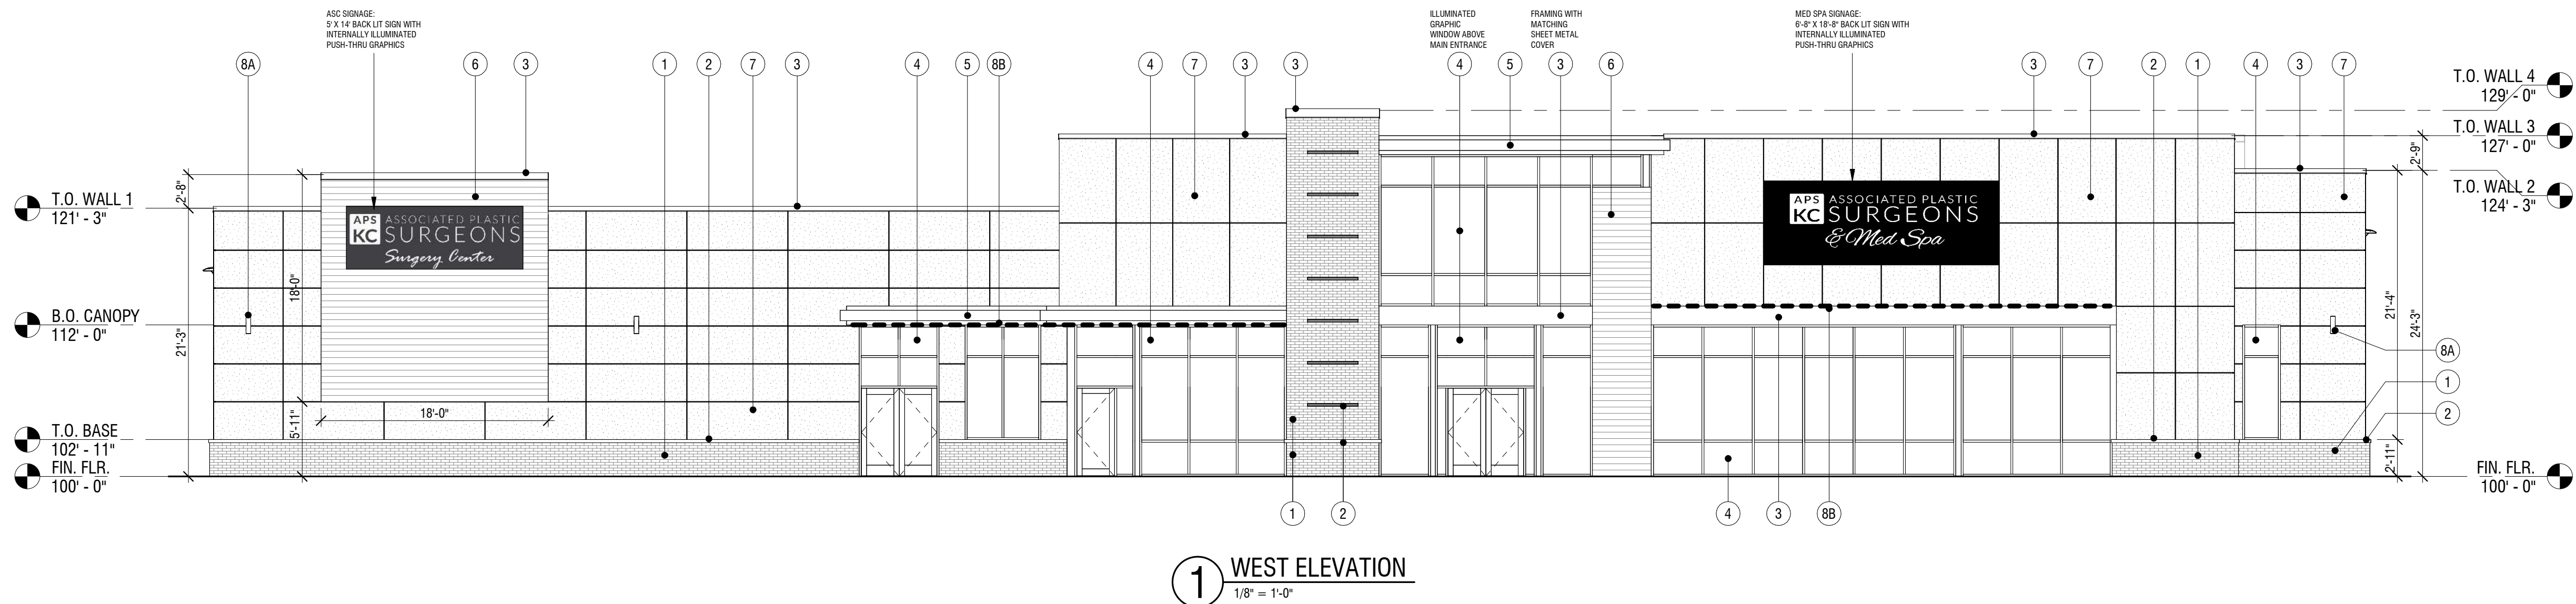 ASC SIGNAGE:
5' X 14' BACK LIT SIGN WITH
INTERNALLY ILLUMINATED
PUSH-THRU GRAPHICS
ILLUMINATED
GRAPHIC
WINDOW ABOVE
MAIN ENTRANCE
FRAMING WITH
MATCHING
SHEET METAL
COVER
MED SPA SIGNAGE:
6'-8" X 18'-8" BACK LIT SIGN WITH
INTERNALLY ILLUMINATED
PUSH-THRU GRAPHICS
8A 6 3 1 2 7 3 4 5 8B 4 7 3 3 4 5 3 6 3 7 2 1 4 3 7
T.O. WALL 4
129' - 0"
T.O. WALL 3
127' - 0"
T.O. WALL 2
124' - 3"
T.O. WALL 1
121' - 3"
B.O. CANOPY
112' - 0"
T.O. BASE
102' - 11"
FIN. FLR.
100' - 0"
2'-8"
21'-3"
18'-0"
5'-11"
18'-0"
APS
KC
ASSOCIATED PLASTIC
SURGEONS
Surgery Center
APS
KC
ASSOCIATED PLASTIC
SURGEONS
& Med Spa
2'-9"
21'-4"
24'-3"
2'-11"
8A
1
2
FIN. FLR.
100' - 0"
1 2 4 3 8B
1 WEST ELEVATION
1/8" = 1'-0"